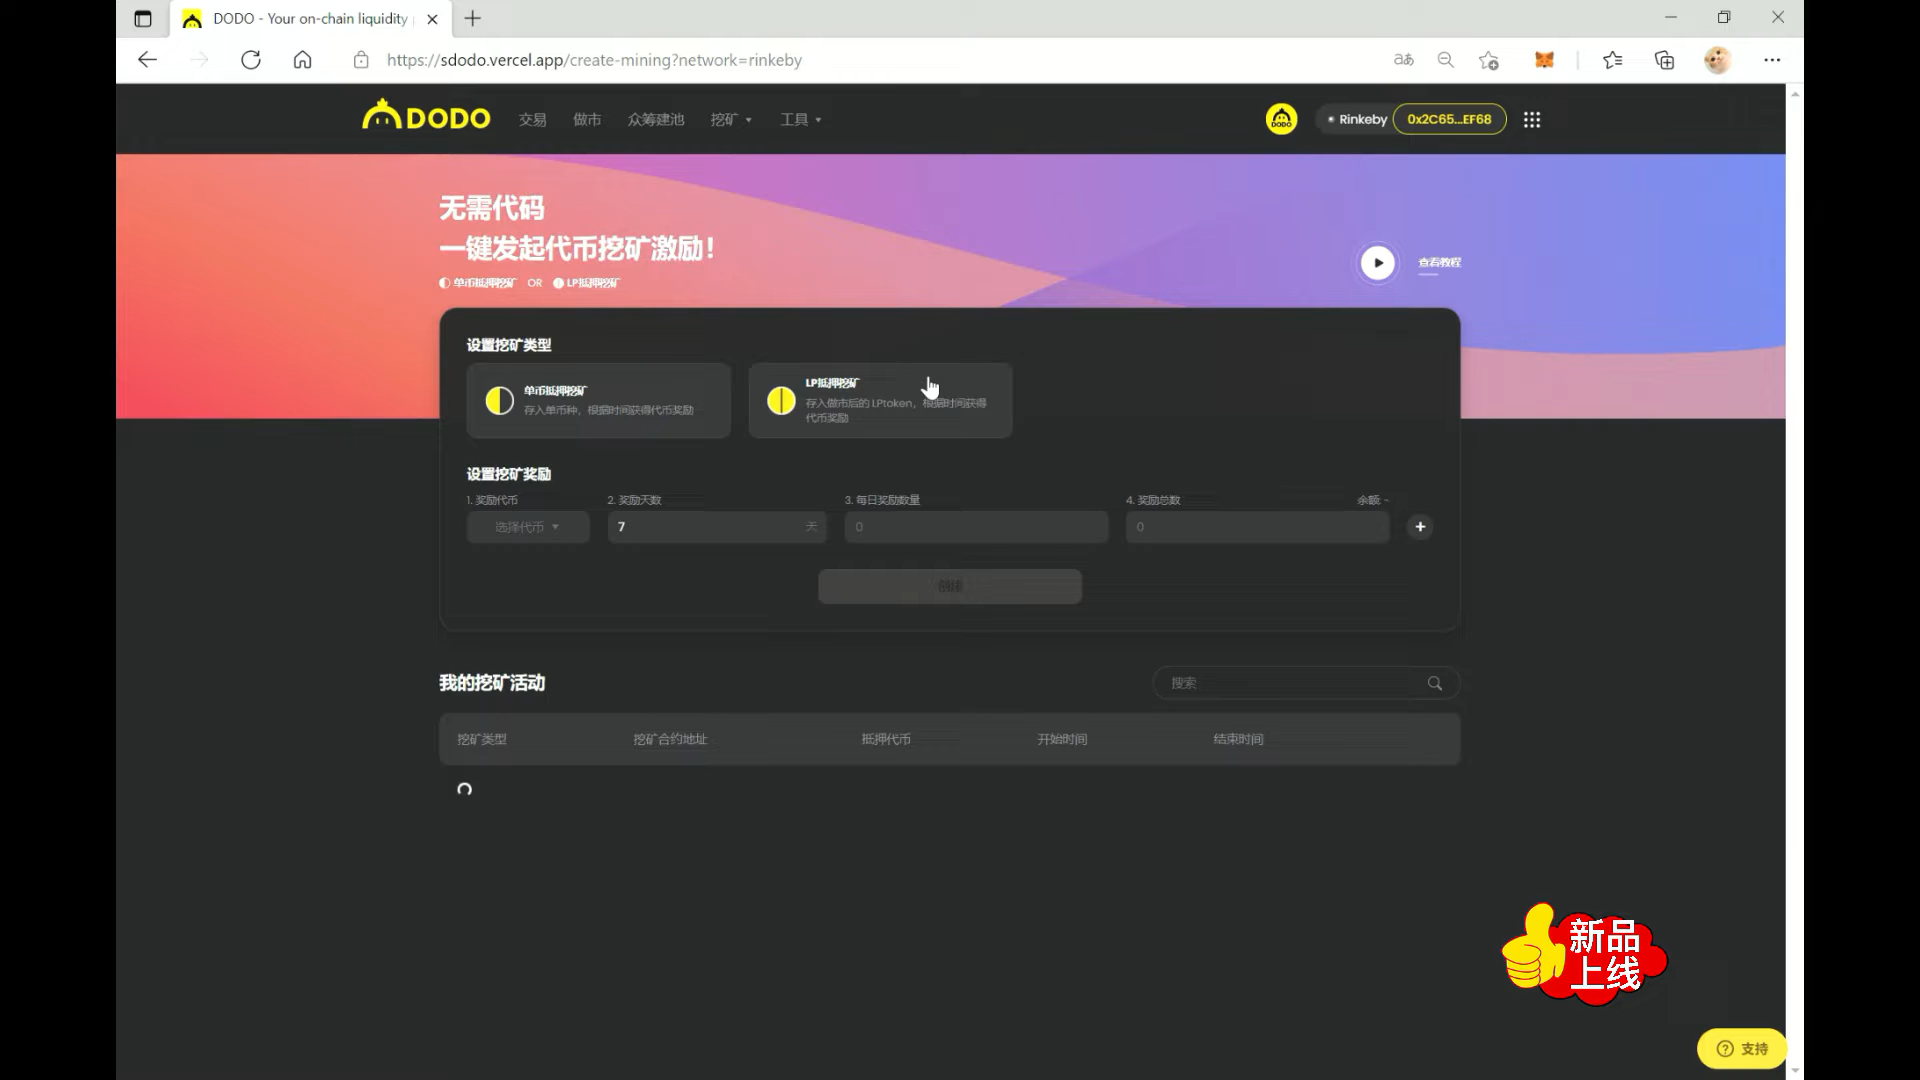 DODO - Your on-chain liquidity
https://sdodo.vercel.app/create-mining?network=rinkeby
aあ
DODO
交易
做市
众筹建池
挖矿
工具
DODO
Rinkeby
0x2C65...EF68
无需代码
一键发起代币挖矿激励！
单币抵押挖矿 OR LP抵押挖矿
查看教程
设置挖矿类型
单币抵押挖矿
存入单币种，根据时间获得代币奖励
LP抵押挖矿
存入做市后的 LPtoken，根据时间获得
代币奖励
设置挖矿奖励
1. 奖励代币
2. 奖励天数
3. 每日奖励数量
4. 奖励总数
余额: -
选择代币
7
天
0
0
创建
我的挖矿活动
搜索
挖矿类型
挖矿合约地址
抵押代币
开始时间
结束时间
新品
上线
支持